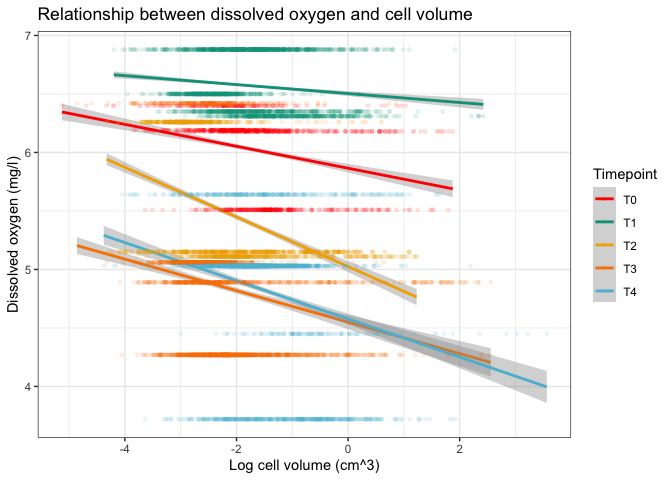 Relationship between dissolved oxygen and cell volume
Dissolved oxygen (mg/l)
7
6
5
4
-4
-2
0
2
Log cell volume (cm^3)
Timepoint
T0
T1
T2
T3
T4